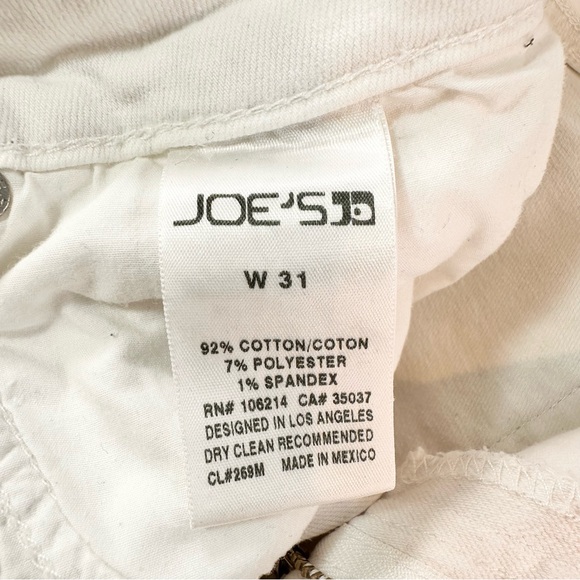 JOE'S
W 31
92% COTTON/COTON
7% POLYESTER
1% SPANDEX
RN# 106214 CA# 35037
DESIGNED IN LOS ANGELES
DRY CLEAN RECOMMENDED
CL#269M MADE IN MEXICO